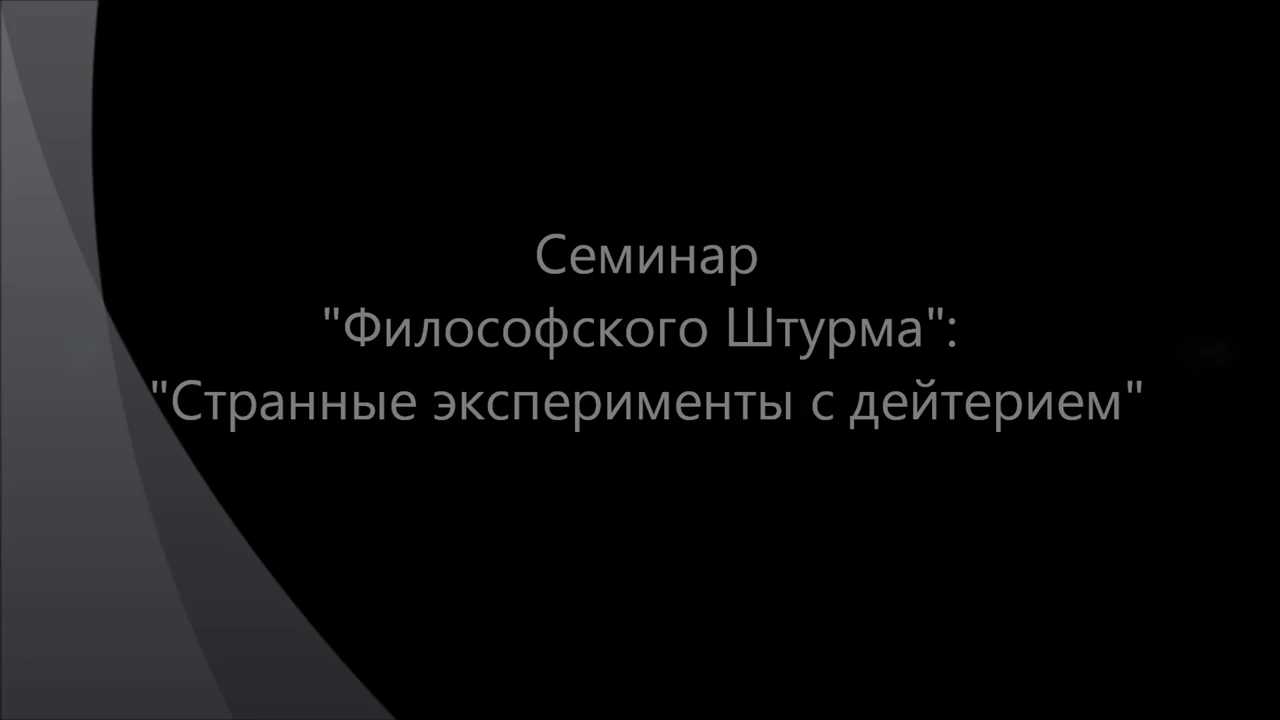 Семинар
"Философского Штурма":
"Странные эксперименты с дейтерием"